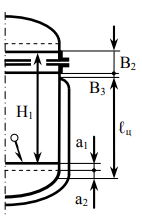 B₂
B₃
H₁
ℓц
a₁
a₂